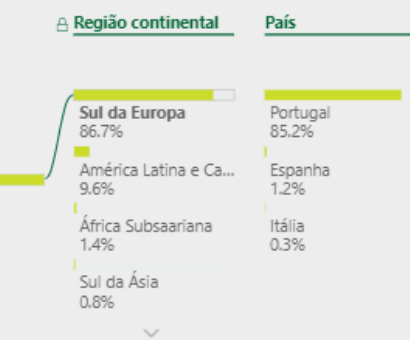 Região continental
Sul da Europa
86.7%
América Latina e Ca...
9.6%
África Subsaariana
1.4%
Sul da Ásia
0.8%
País
Portugal
85.2%
Espanha
1.2%
Itália
0.3%